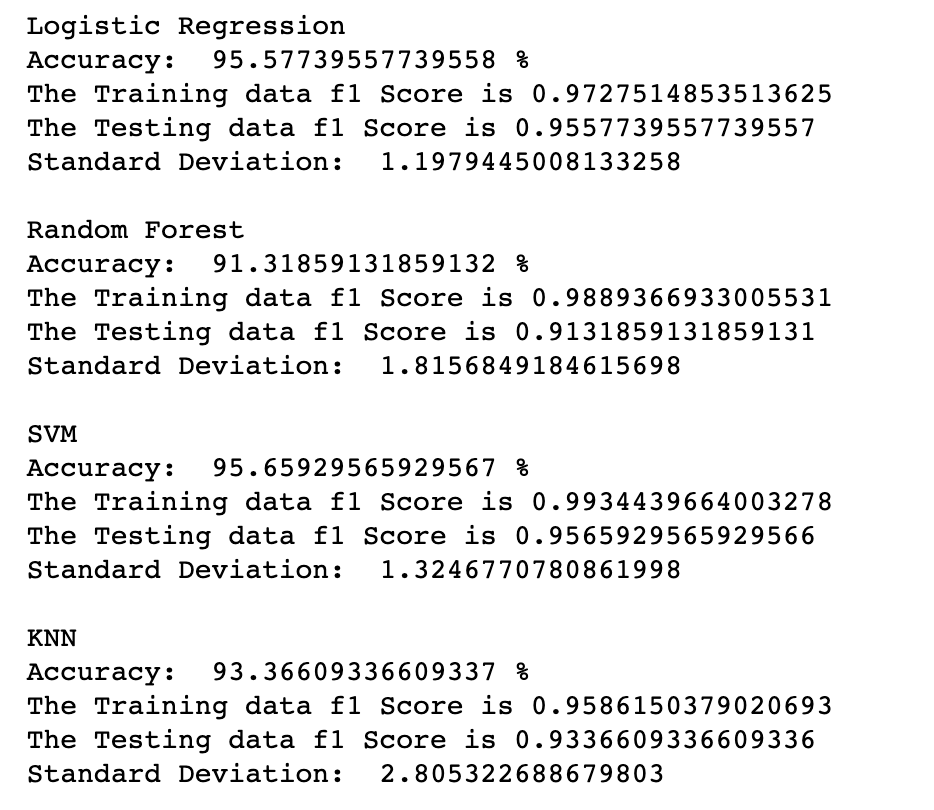 Logistic Regression
Accuracy:  95.57739557739558 %
The Training data f1 Score is 0.9727514853513625
The Testing data f1 Score is 0.9557739557739557
Standard Deviation:  1.1979445008133258
Random Forest
Accuracy:  91.31859131859132 %
The Training data f1 Score is 0.9889366933005531
The Testing data f1 Score is 0.9131859131859131
Standard Deviation:  1.8156849184615698
SVM
Accuracy:  95.65929565929567 %
The Training data f1 Score is 0.9934439664003278
The Testing data f1 Score is 0.9565929565929566
Standard Deviation:  1.3246770780861998
KNN
Accuracy:  93.36609336609337 %
The Training data f1 Score is 0.9586150379020693
The Testing data f1 Score is 0.9336609336609336
Standard Deviation:  2.805322688679803